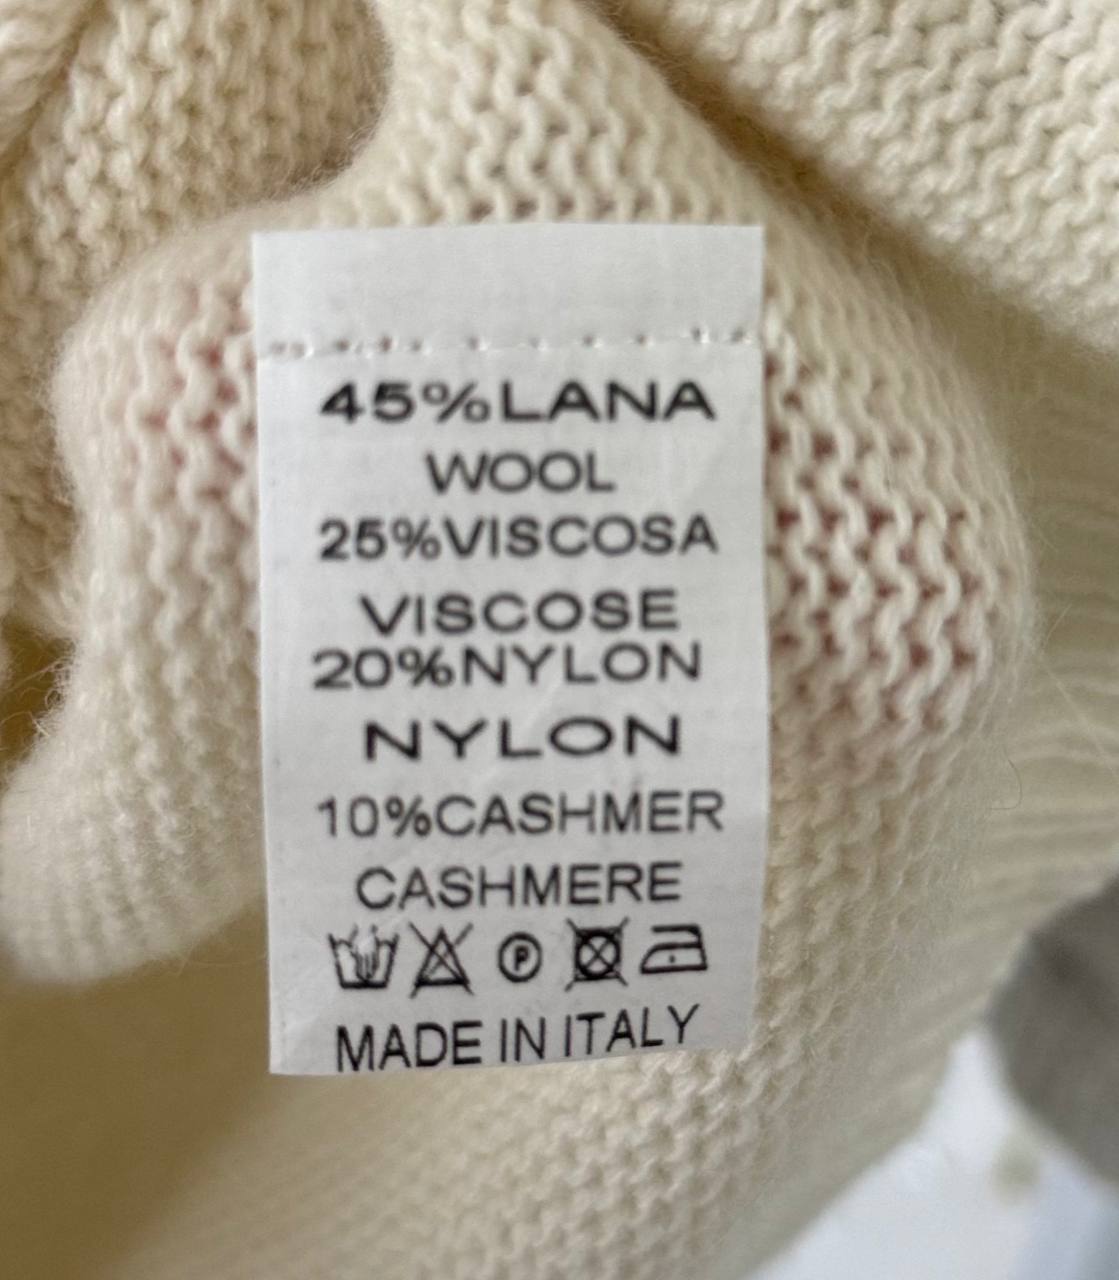 45%LANA
WOOL
25%VISCOSA
VISCOSE
20%NYLON
NYLON
10%CASHMER
CASHMERE
P
MADE IN ITALY